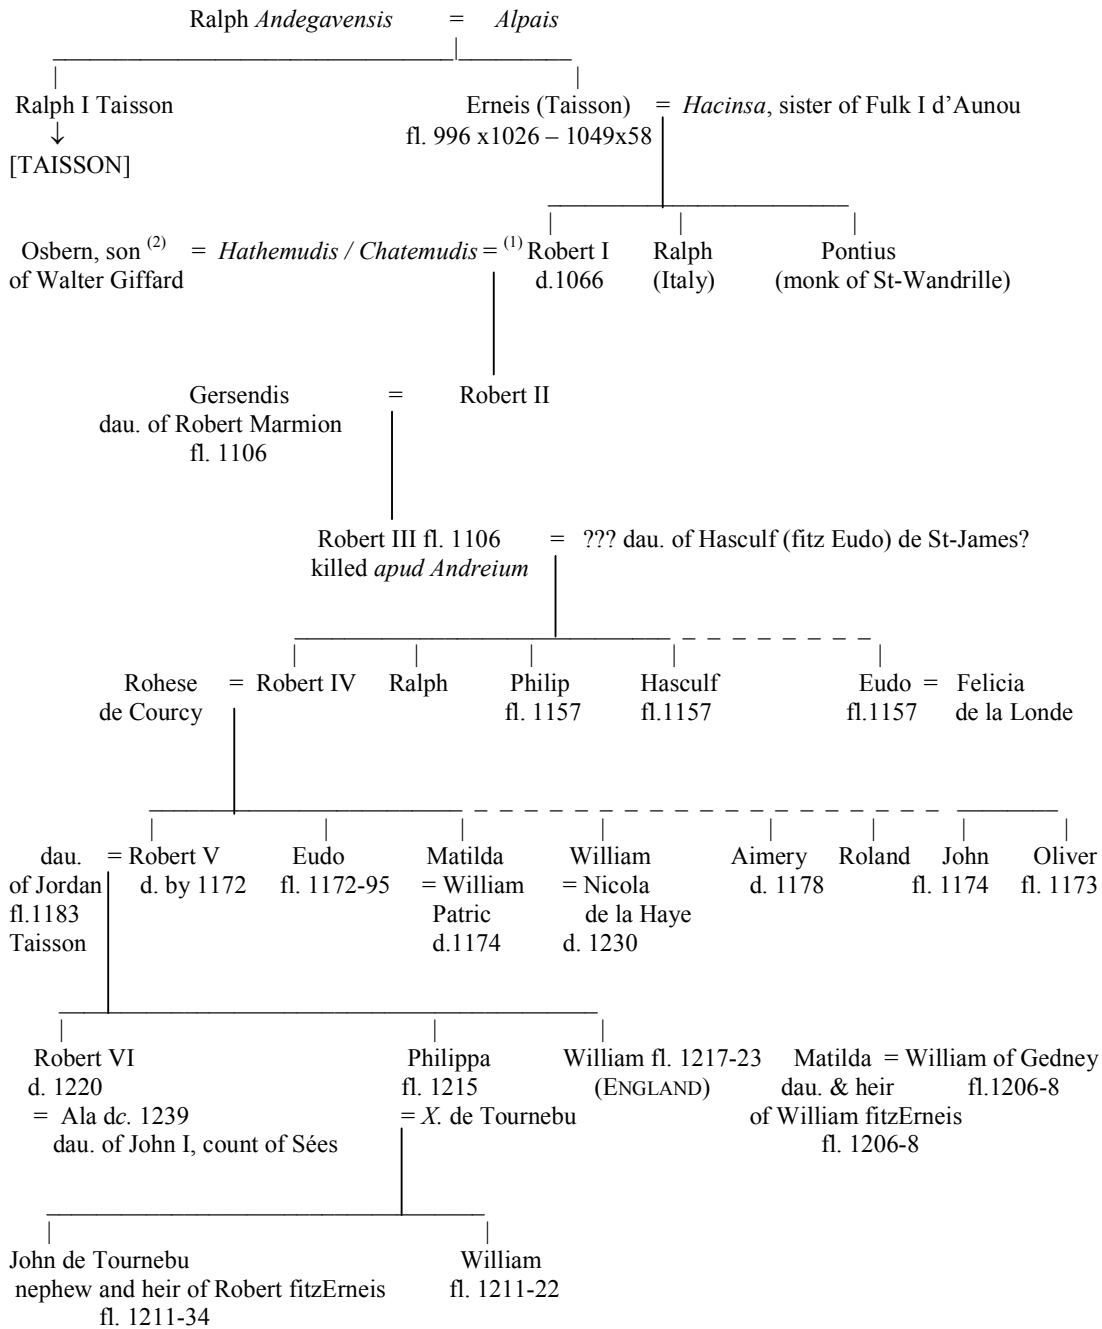 Ralph Andegavensis = Alpais
Ralph I Taisson Erneis (Taisson) = Hacinsa, sister of Fulk I d'Aunou
↓ fl. 996 x1026 – 1049x58
[TAISSON]
Osbern, son (2) = Hathemudis / Chatemudis = (1) Robert I Ralph Pontius
of Walter Giffard d.1066 (Italy) (monk of St-Wandrille)
Gersendis = Robert II
dau. of Robert Marmion
fl. 1106
Robert III fl. 1106 = ??? dau. of Hasculf (fitz Eudo) de St-James?
killed apud Andreium
Rohese = Robert IV Ralph Philip Hasculf Eudo = Felicia
de Courcy fl. 1157 fl.1157 fl.1157 de la Londe
dau. = Robert V Eudo Matilda William Aimery Roland John Oliver
of Jordan d. by 1172 fl. 1172-95 = William = Nicola d. 1178 fl. 1174 fl. 1173
fl.1183 Patric de la Haye
Taisson d.1174 d. 1230
Robert VI Philippa William fl. 1217-23 Matilda = William of Gedney
d. 1220 fl. 1215 (ENGLAND) dau. & heir fl.1206-8
= Ala dc. 1239 = X. de Tournebu of William fitzErneis
dau. of John I, count of Sées fl. 1206-8
John de Tournebu William
nephew and heir of Robert fitzErneis fl. 1211-22
fl. 1211-34